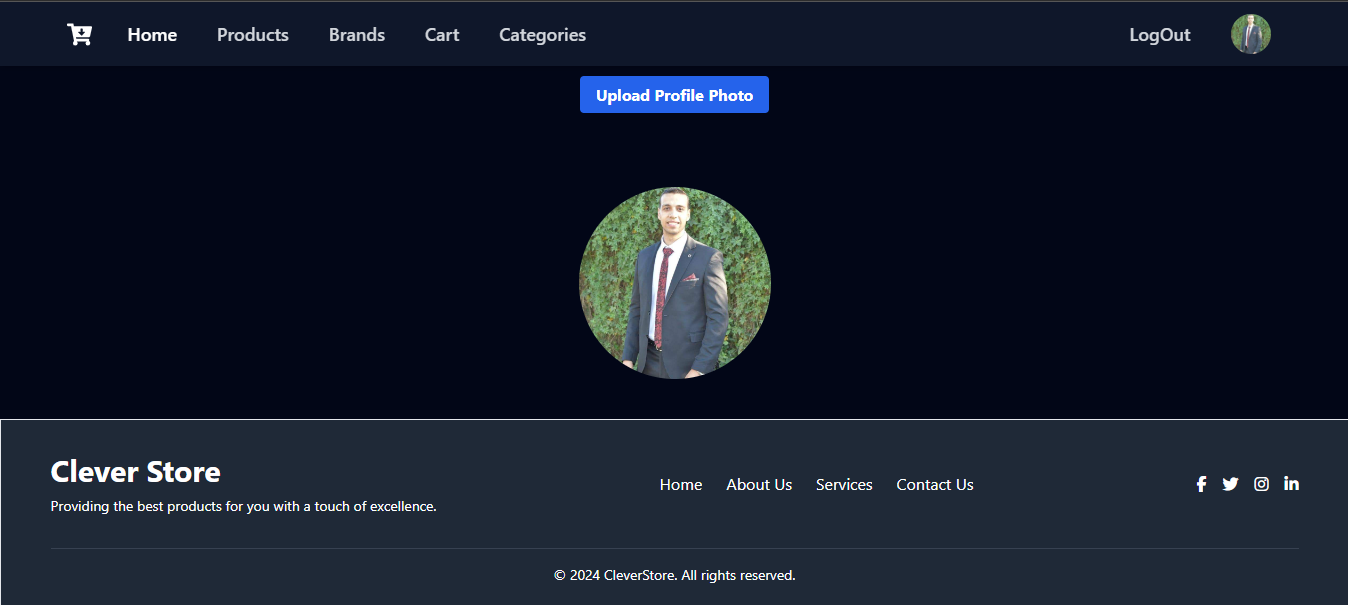 Home Products Brands Cart Categories LogOut
Upload Profile Photo
Clever Store
Providing the best products for you with a touch of excellence.
Home About Us Services Contact Us
© 2024 CleverStore. All rights reserved.